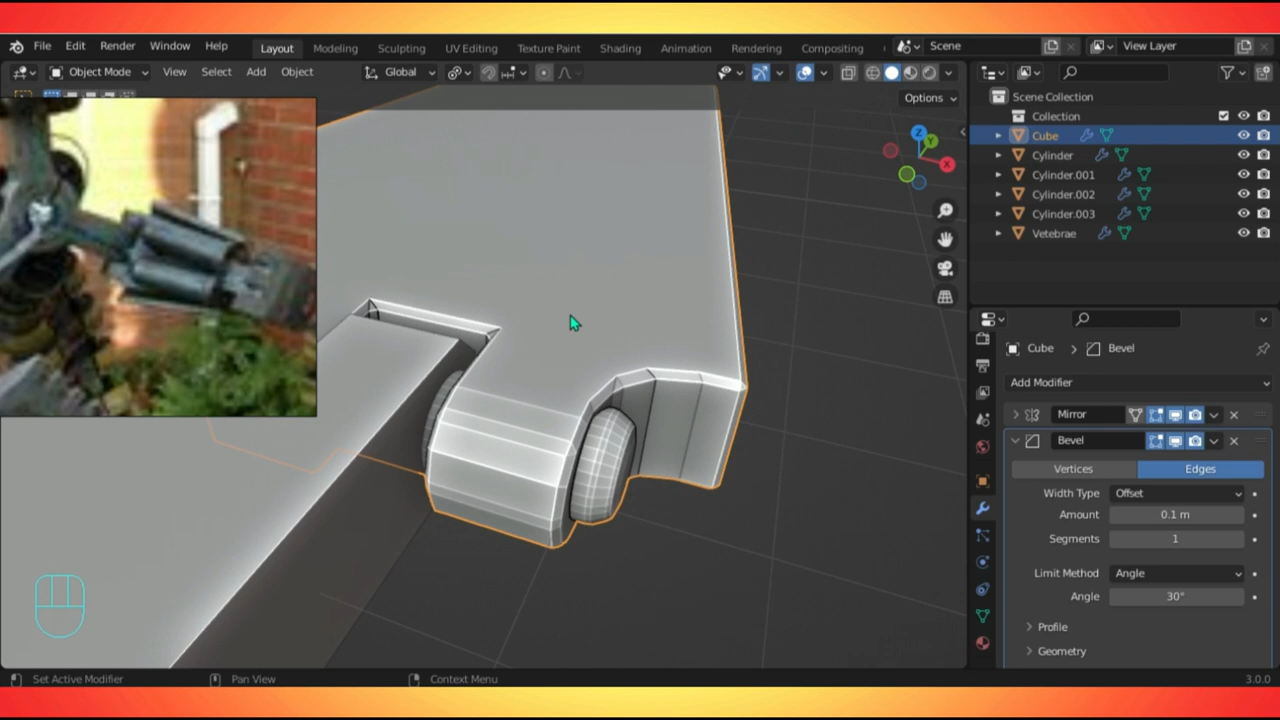 File Edit Render Window Help
Layout Modeling Sculpting UV Editing Texture Paint Shading Animation Rendering Compositing
Scene
View Layer
Object Mode View Select Add Object
Global
Options
Z
Y
X
Scene Collection
Collection
Cube
Cylinder
Cylinder.001
Cylinder.002
Cylinder.003
Vetebrae
Cube > Bevel
Add Modifier
Mirror
Bevel
Vertices Edges
Width Type Offset
Amount 0.1 m
Segments 1
Limit Method Angle
Angle 30°
Profile
Geometry
Set Active Modifier Pan View Context Menu 3.0.0